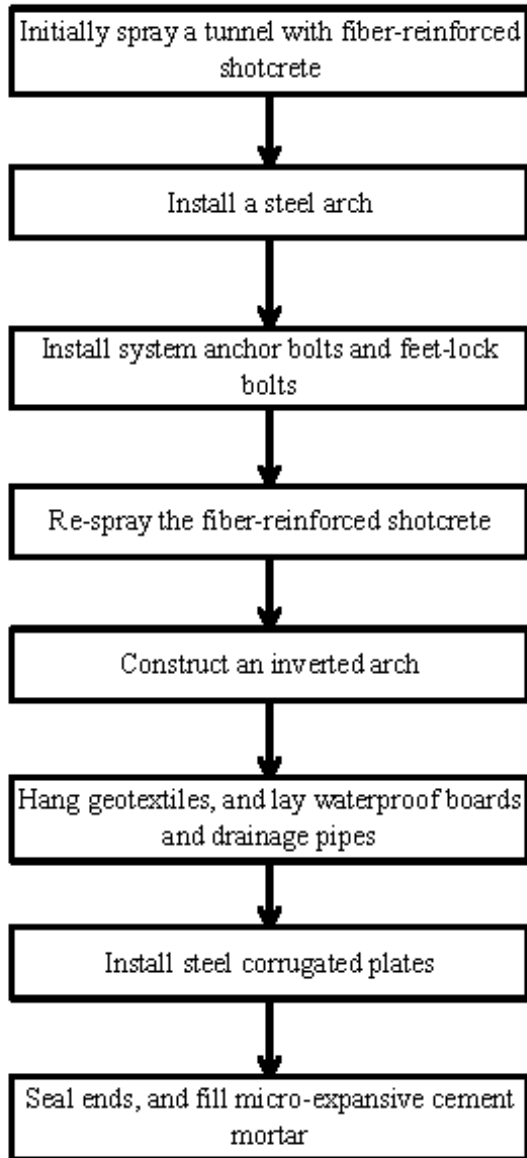 Initially spray a tunnel with fiber-reinforced
shotcrete
Install a steel arch
Install system anchor bolts and feet-lock
bolts
Re-spray the fiber-reinforced shotcrete
Construct an inverted arch
Hang geotextiles, and lay waterproof boards
and drainage pipes
Install steel corrugated plates
Seal ends, and fill micro-expansive cement
mortar